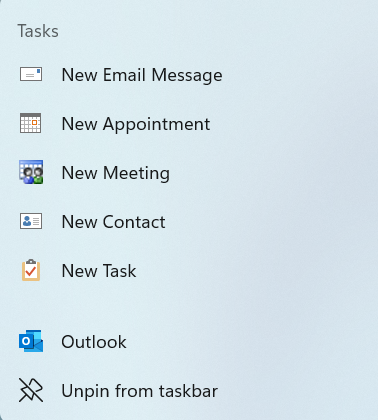 Tasks
New Email Message
New Appointment
New Meeting
New Contact
New Task
Outlook
Unpin from taskbar